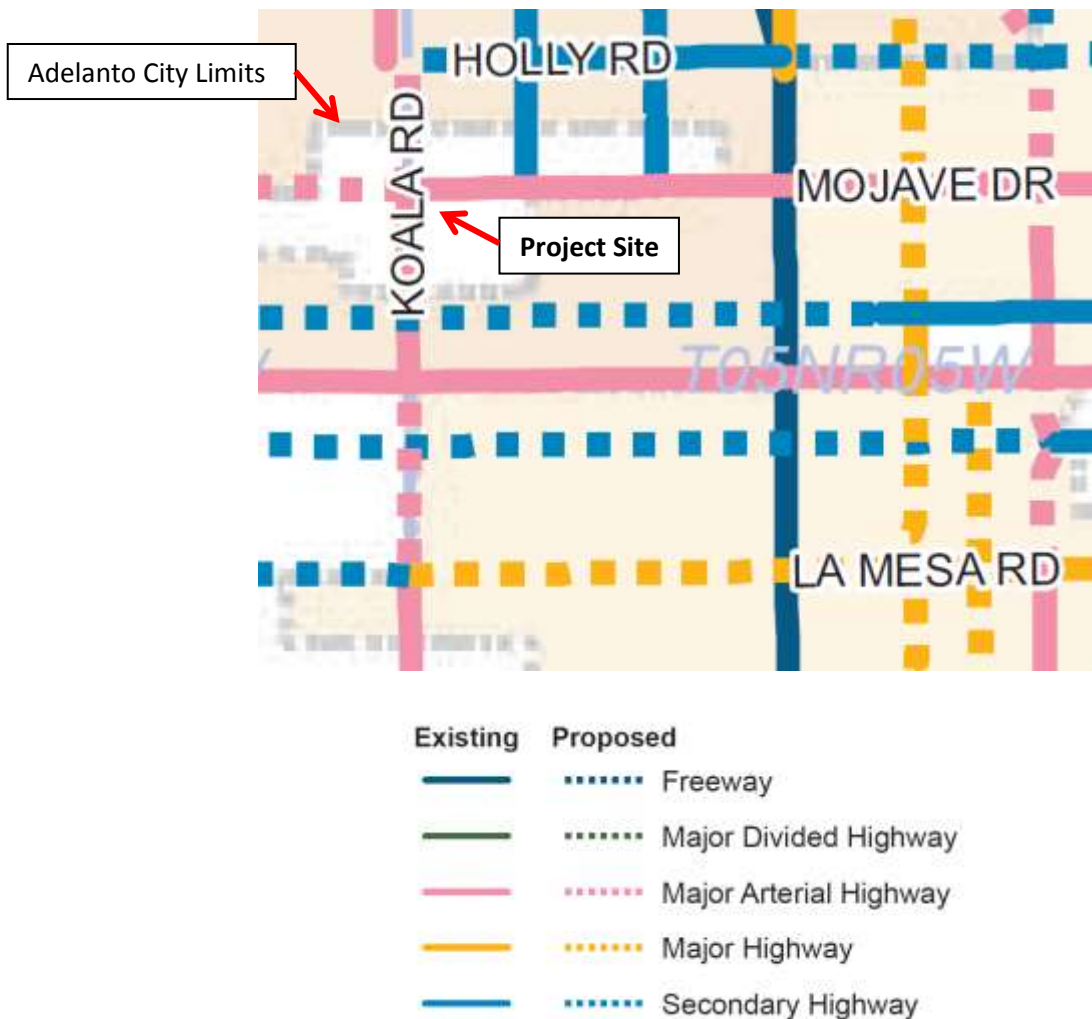 HOLLY RD
Adelanto City Limits
KOALA RD
MOJAVE DR
Project Site
T05NR05W
LA MESA RD
Existing Proposed
Freeway
Major Divided Highway
Major Arterial Highway
Major Highway
Secondary Highway